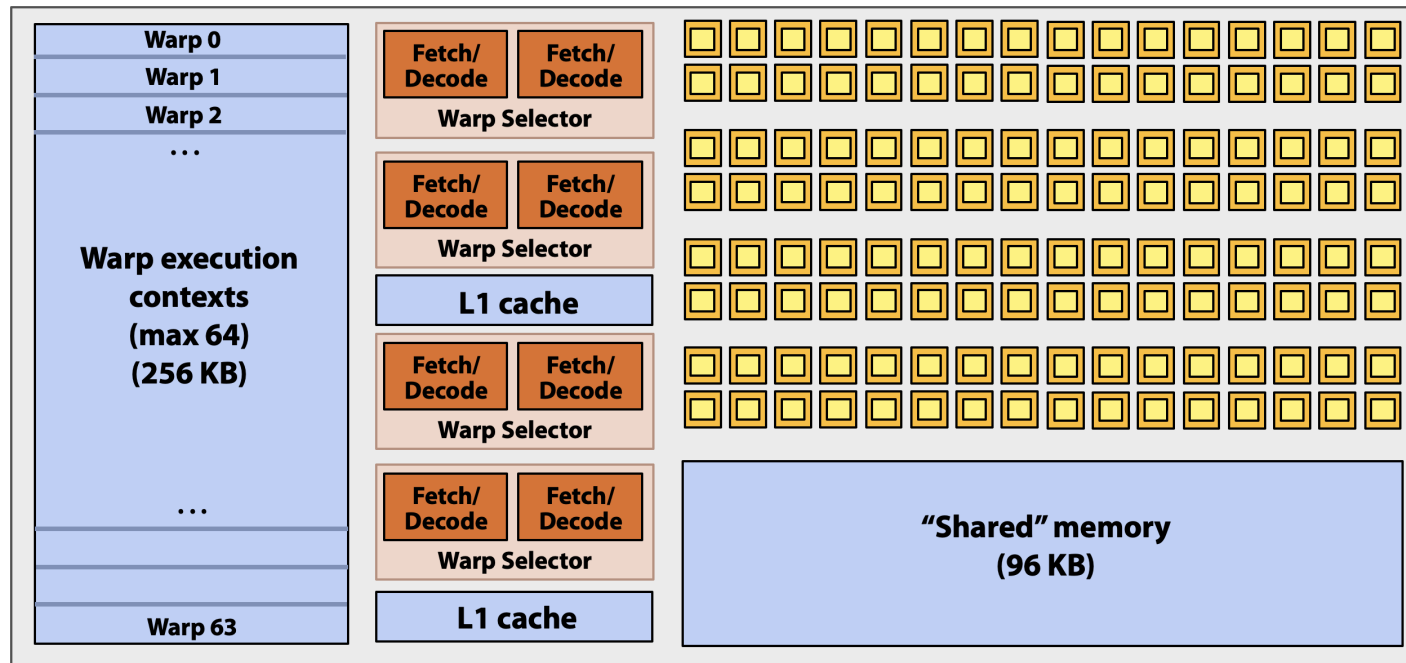 Warp 0
Warp 1
Warp 2
...
Warp execution
contexts
(max 64)
(256 KB)
...
Warp 63
Fetch/
Decode
Fetch/
Decode
Warp Selector
Fetch/
Decode
Fetch/
Decode
Warp Selector
L1 cache
Fetch/
Decode
Fetch/
Decode
Warp Selector
Fetch/
Decode
Fetch/
Decode
Warp Selector
L1 cache
“Shared” memory
(96 KB)